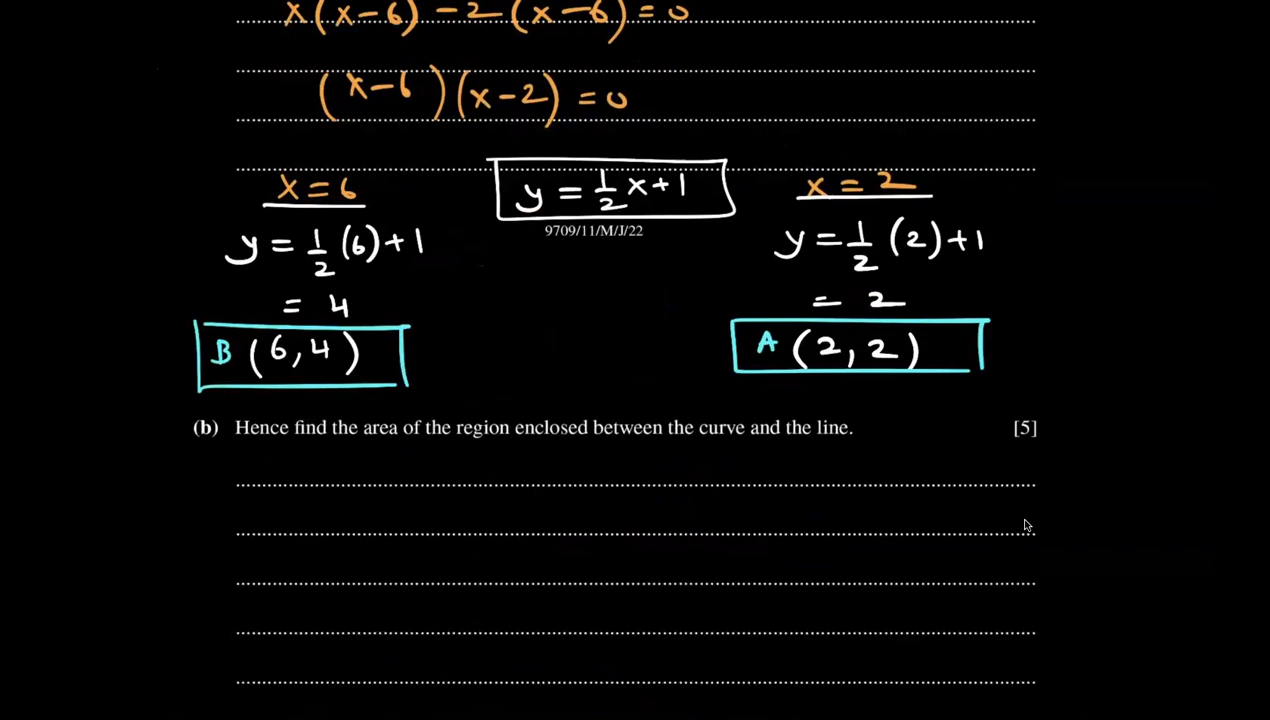 x(x-6)-2(x-6)=0
(x-6)(x-2)=0
x=6 y=1/2x+1 x=2
9709/11/M/J/22
y=1/2(6)+1 y=1/2(2)+1
=4 =2
B (6,4) A (2,2)
(b) Hence find the area of the region enclosed between the curve and the line. [5]